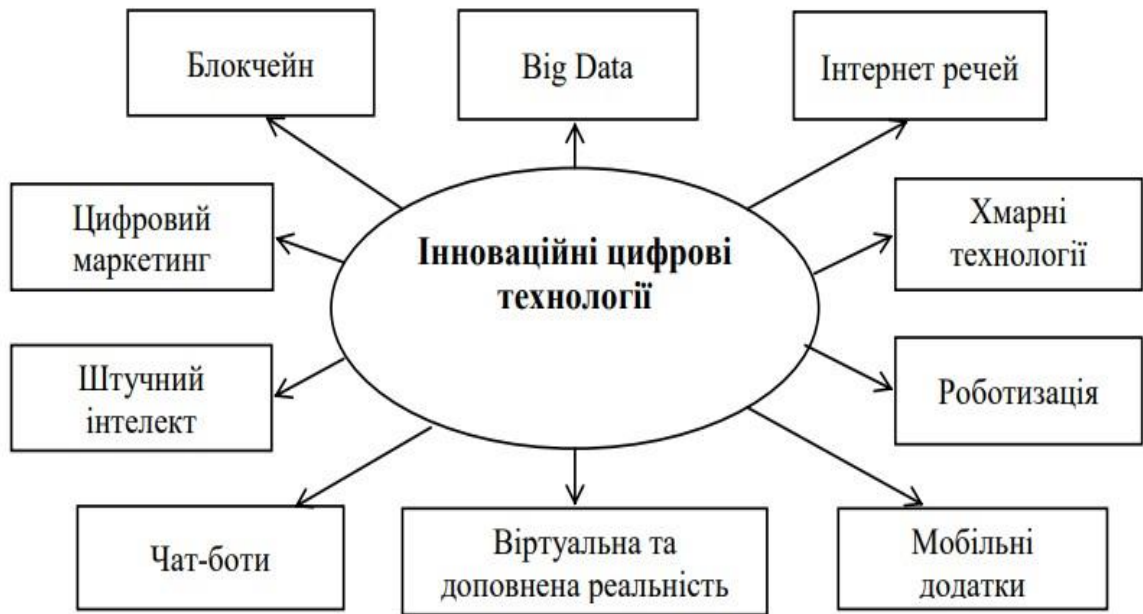 Блокчейн
Big Data
Інтернет речей
Цифровий
маркетинг
Інноваційні цифрові
технології
Хмарні
технології
Штучний
інтелект
Роботизація
Чат-боти
Віртуальна та
доповнена реальність
Мобільні
додатки